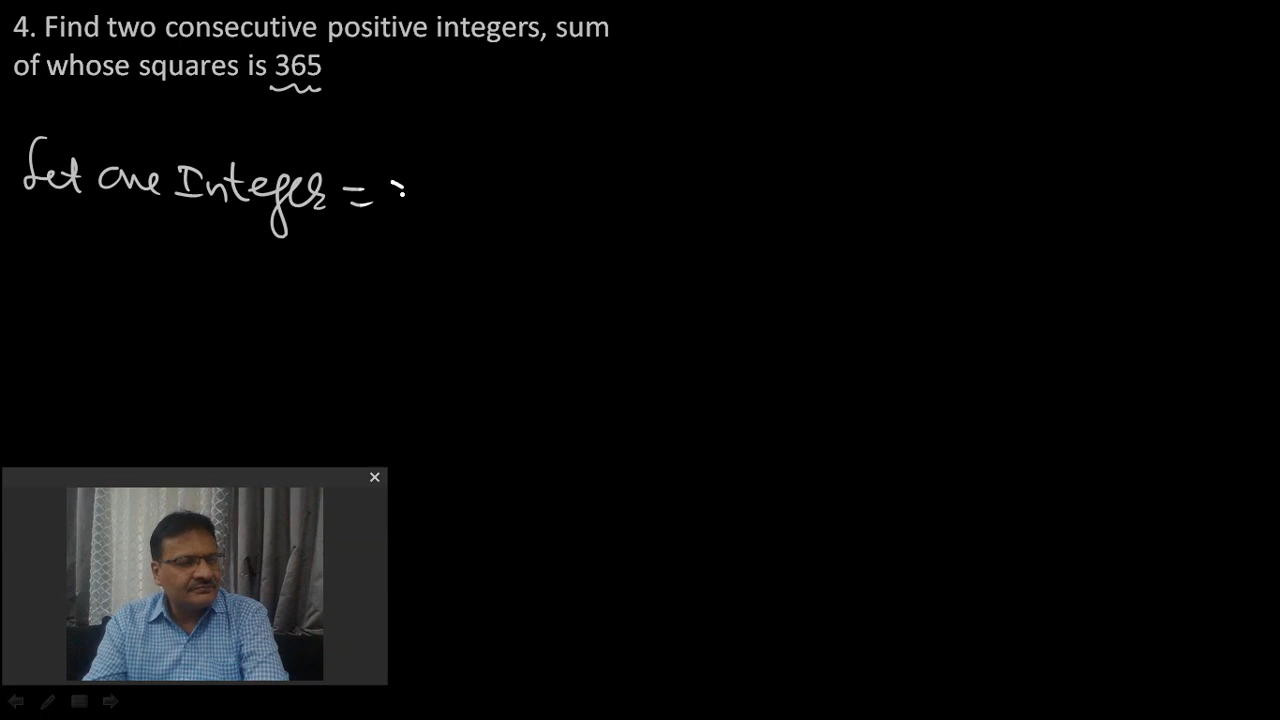 4. Find two consecutive positive integers, sum
of whose squares is 365
Let one Integer =